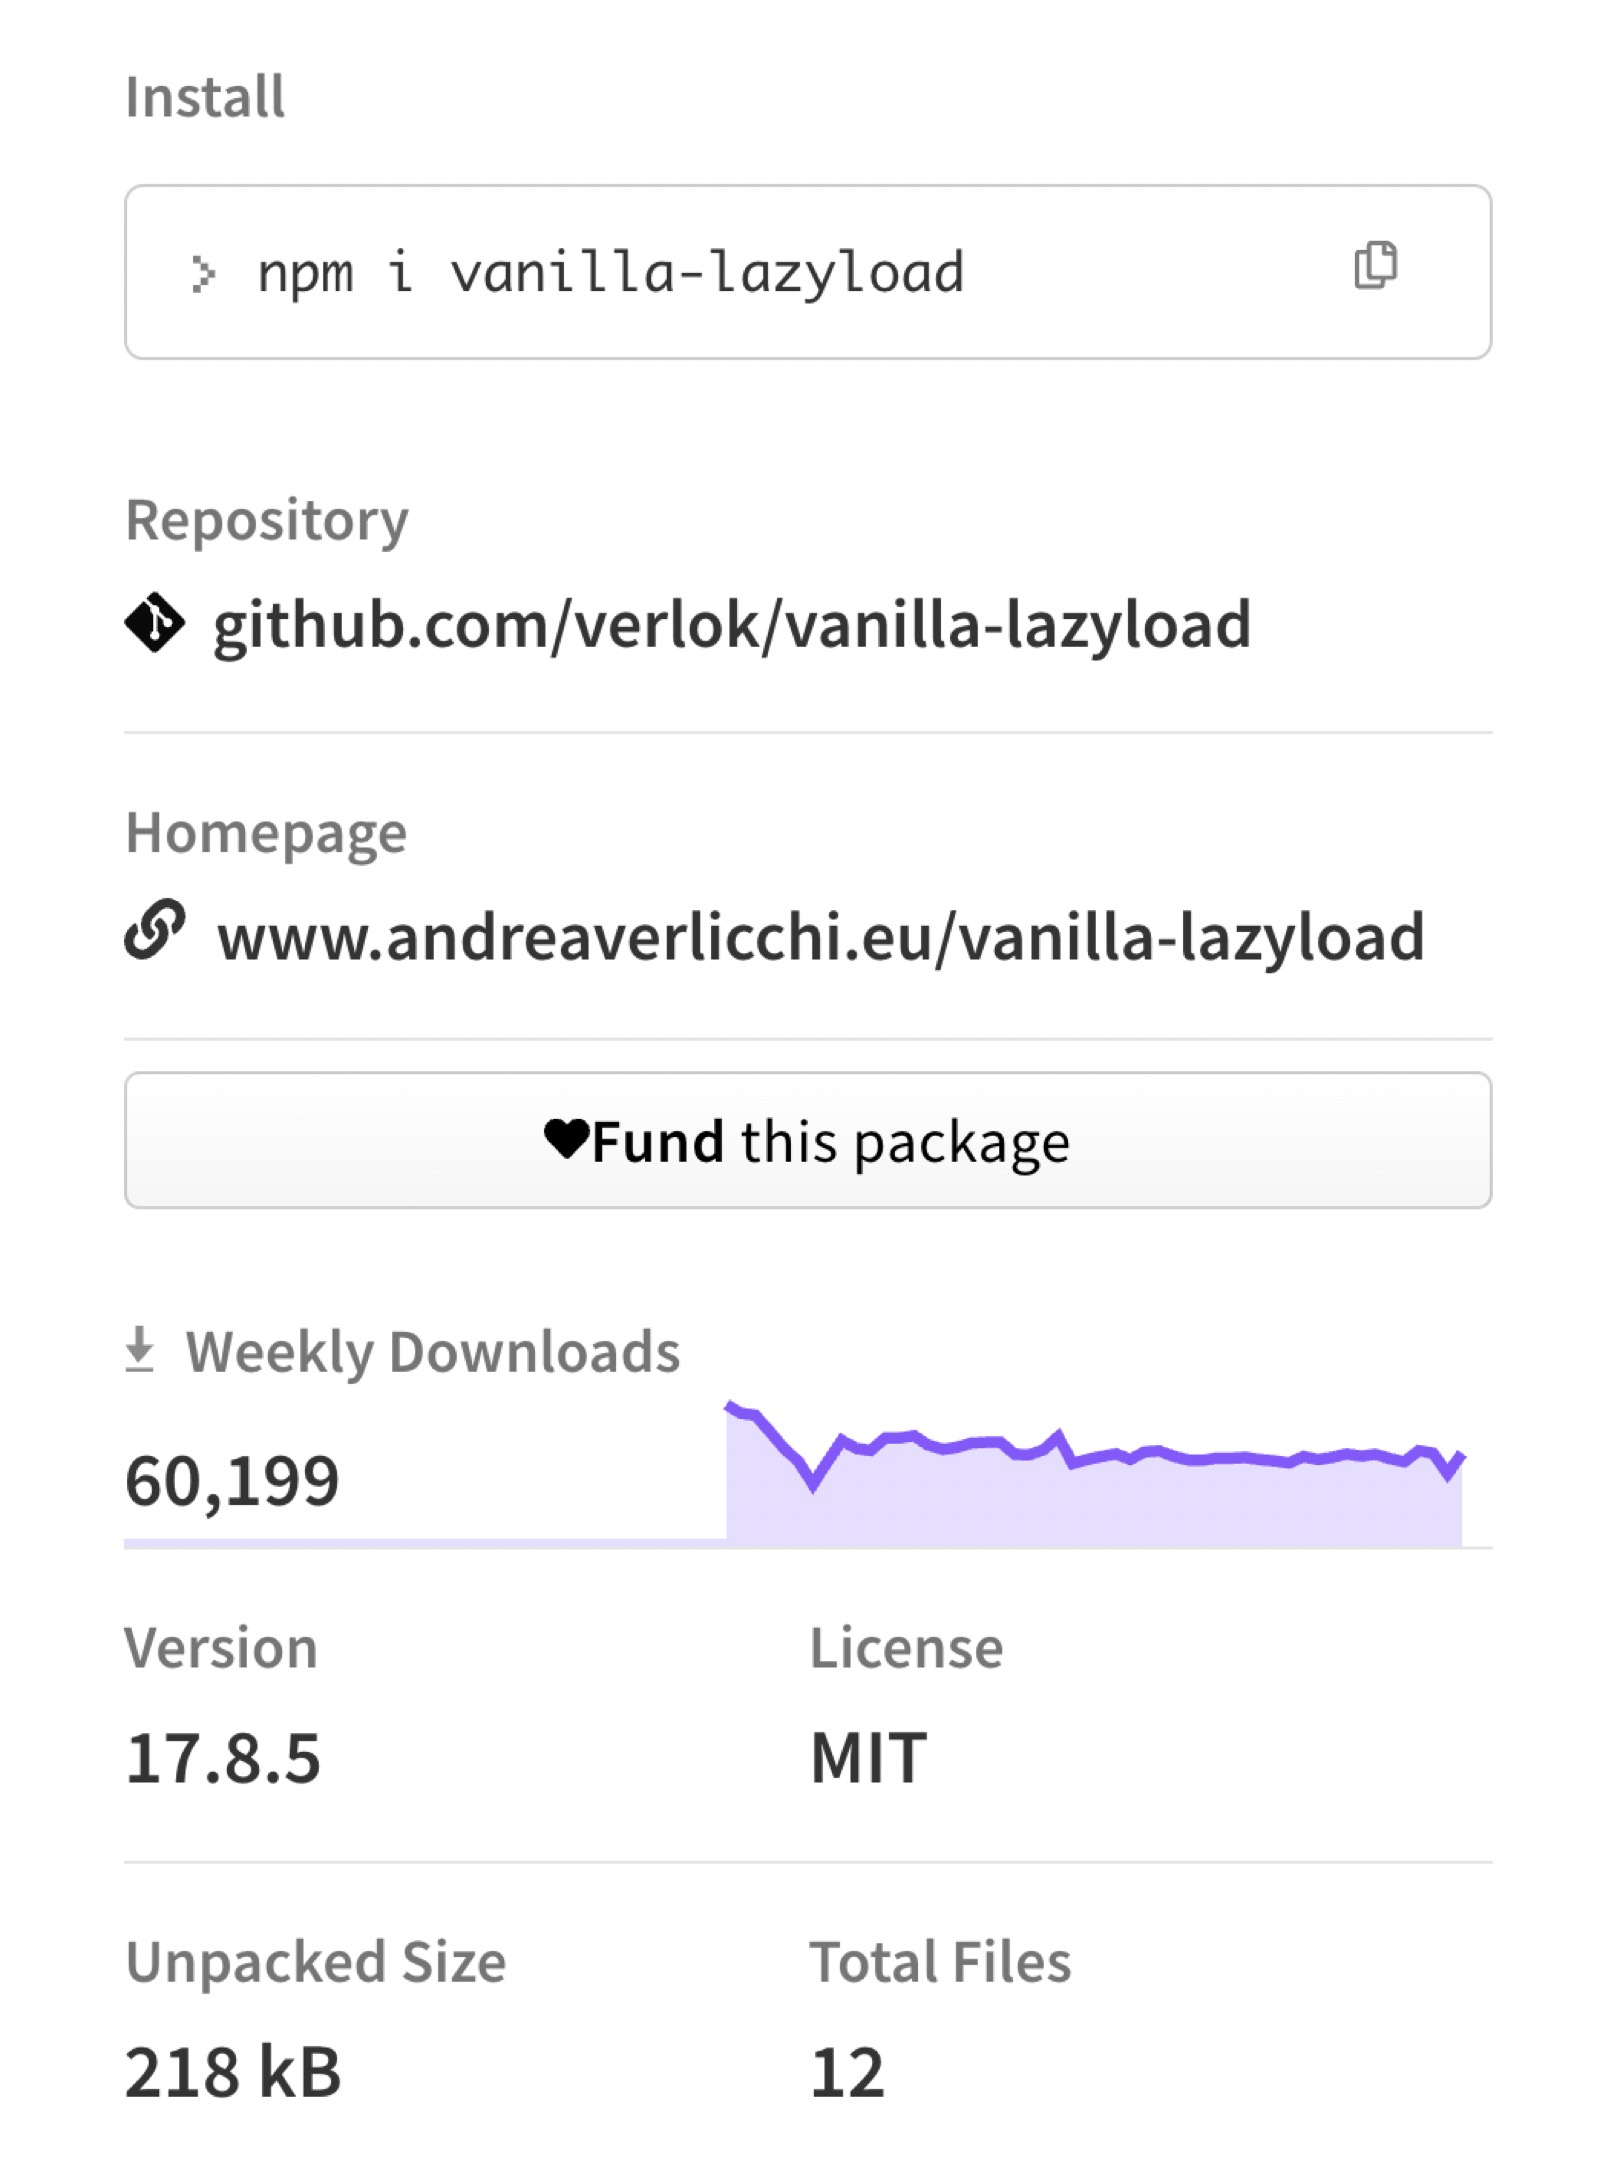 Install
npm i vanilla-lazyload
Repository
github.com/verlok/vanilla-lazyload
Homepage
www.andreaverlicchi.eu/vanilla-lazyload
Fund this package
Weekly Downloads
60,199
Version
License
17.8.5
MIT
Unpacked Size
Total Files
218 kB
12